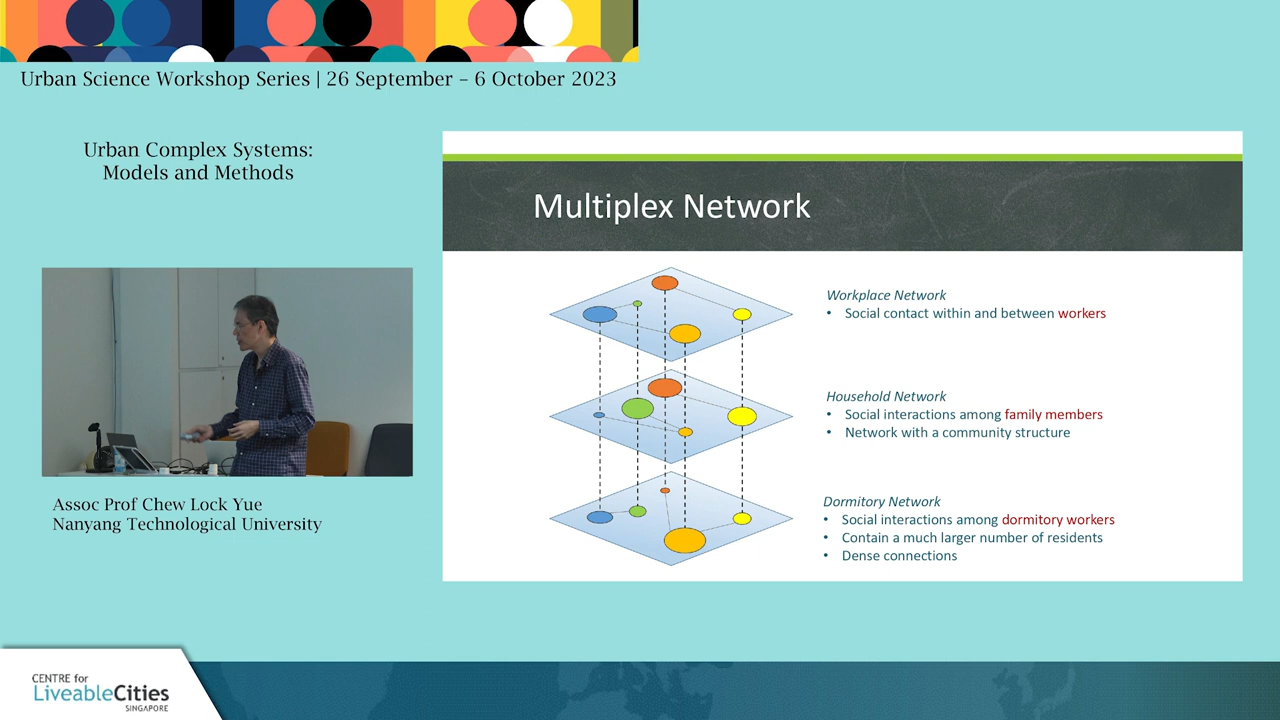 Urban Science Workshop Series | 26 September – 6 October 2023
Urban Complex Systems:
Models and Methods
Multiplex Network
Workplace Network
• Social contact within and between workers
Household Network
• Social interactions among family members
• Network with a community structure
Dormitory Network
• Social interactions among dormitory workers
• Contain a much larger number of residents
• Dense connections
Assoc Prof Chew Lock Yue
Nanyang Technological University
CENTRE for
LiveableCities
SINGAPORE